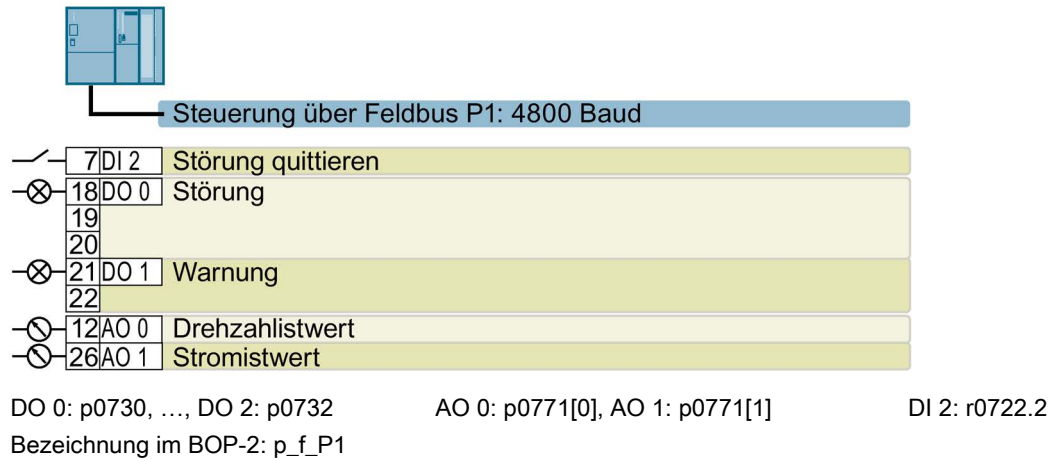 Steuerung über Feldbus P1: 4800 Baud
7 DI 2 Störung quittieren
18 DO 0 Störung
19
20
21 DO 1 Warnung
22
12 AO 0 Drehzahlistwert
26 AO 1 Stromistwert
DO 0: p0730, …, DO 2: p0732 AO 0: p0771[0], AO 1: p0771[1] DI 2: r0722.2
Bezeichnung im BOP-2: p_f_P1